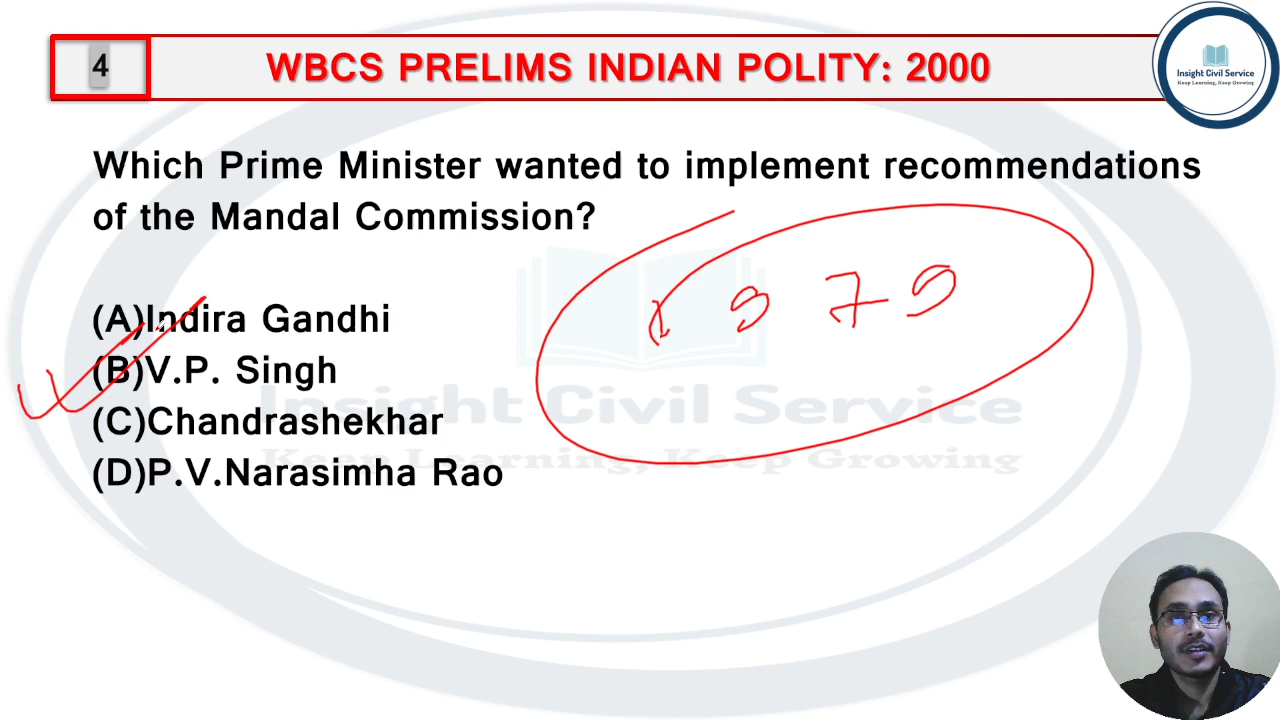 4
WBCS PRELIMS INDIAN POLITY: 2000
Insight Civil Service
Keep Learning, Keep Growing
Which Prime Minister wanted to implement recommendations
of the Mandal Commission?
(A)Indira Gandhi
(B)V.P. Singh
(C)Chandrashekhar
(D)P.V.Narasimha Rao
1979
Insight Civil Service
Keep Learning, Keep Growing